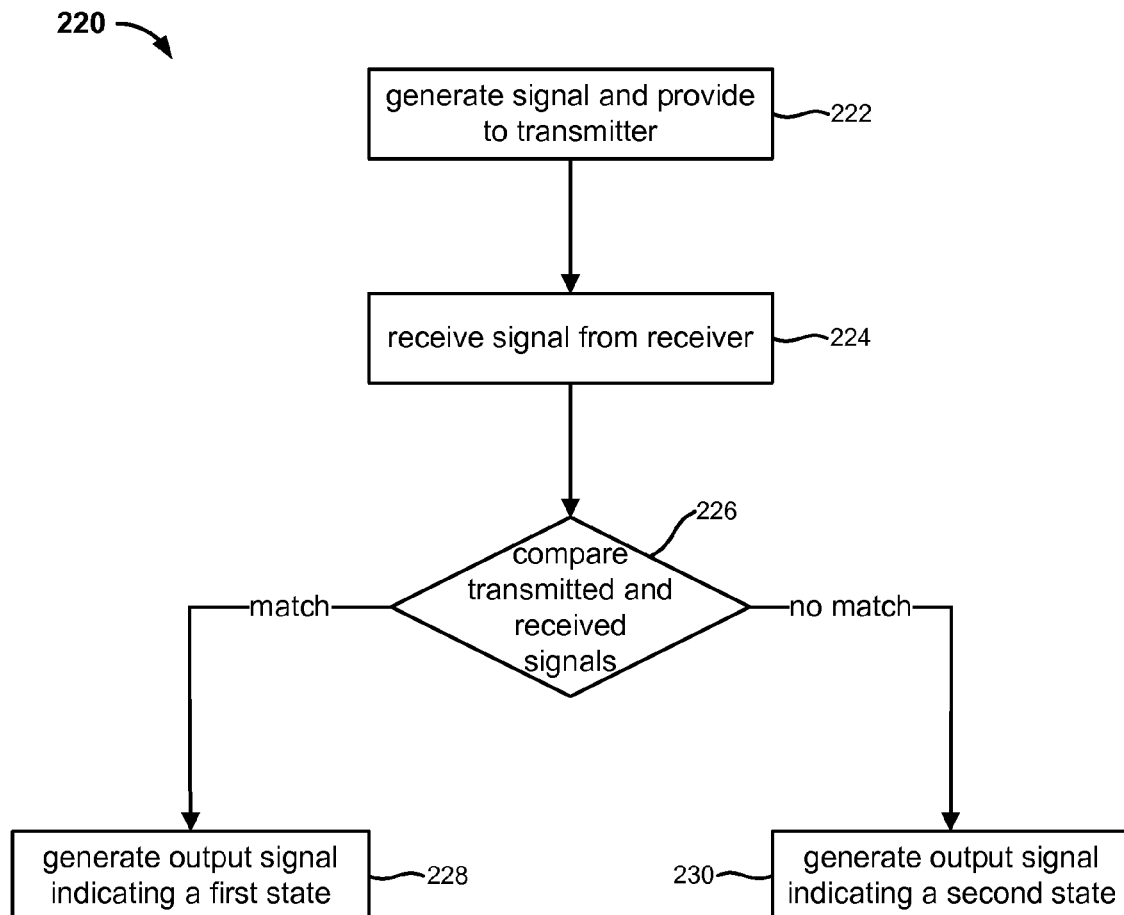 220
generate signal and provide
to transmitter
222
receive signal from receiver
224
226
compare
transmitted and
received
signals
match
no match
generate output signal
indicating a first state
228
230
generate output signal
indicating a second state